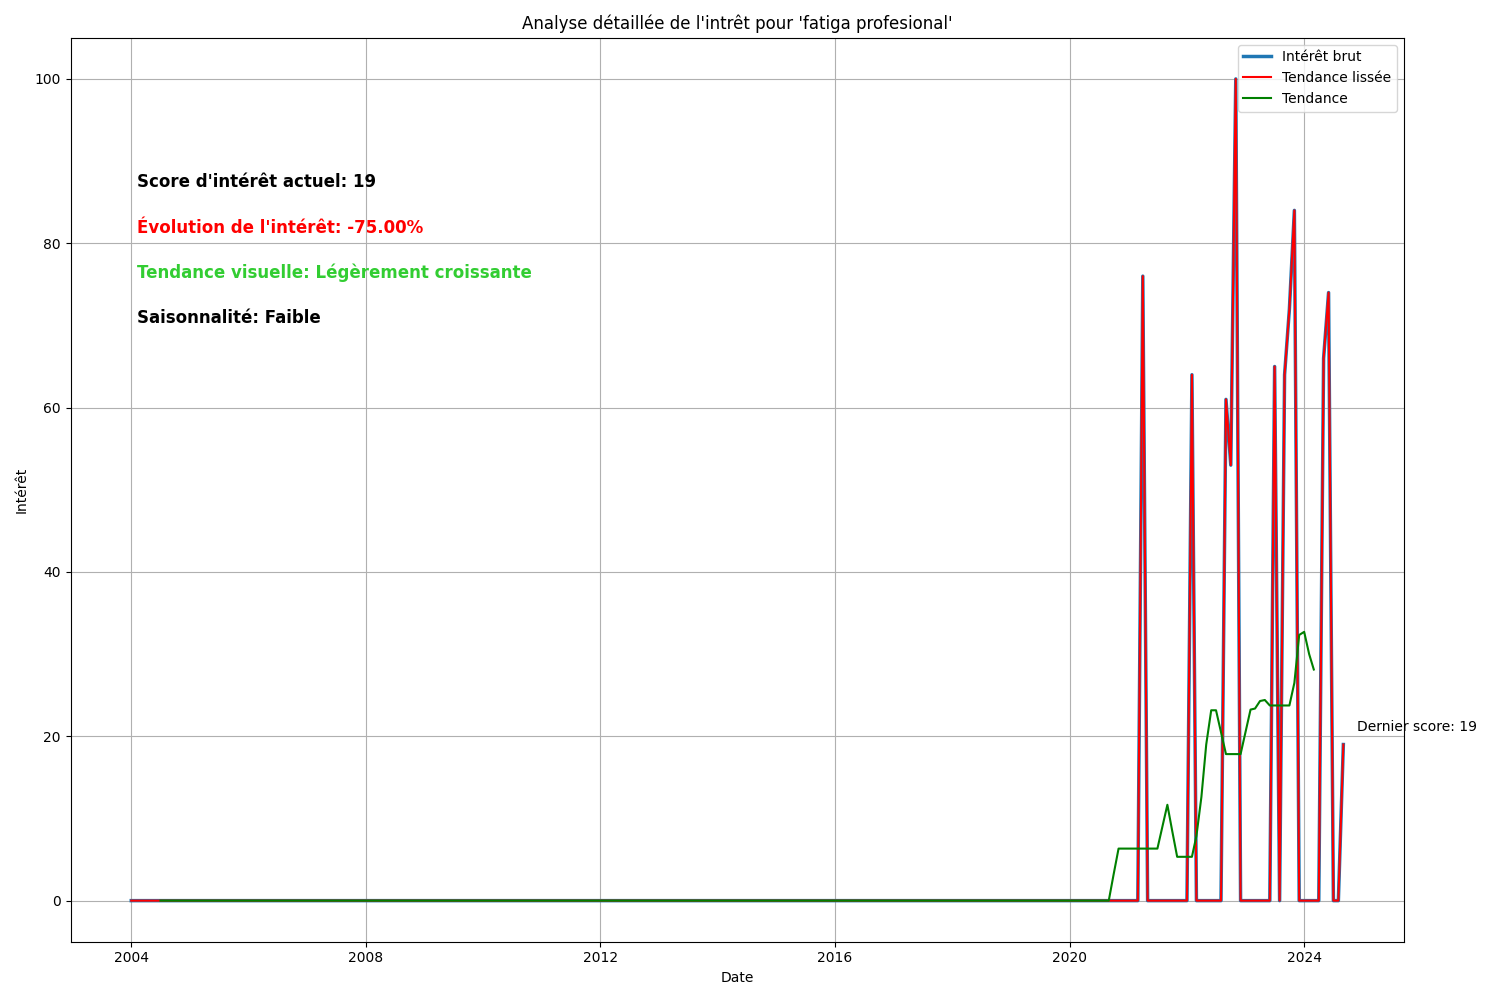 Analyse détaillée de l'intrêt pour 'fatiga profesional'
Intérêt brut
Tendance lissée
Tendance
100
80
60
40
20
0
Intérêt
Score d'intérêt actuel: 19
Évolution de l'intérêt: -75.00%
Tendance visuelle: Légèrement croissante
Saisonnalité: Faible
Dernier score: 19
2004
2008
2012
2016
2020
2024
Date